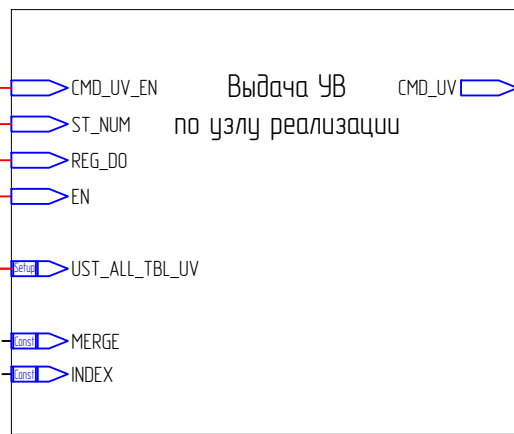 CMD_UV_EN
Выдача УВ
CMD_UV
ST_NUM
по узлу реализации
REG_DO
EN
Setup
UST_ALL_TBL_UV
Const
MERGE
Const
INDEX